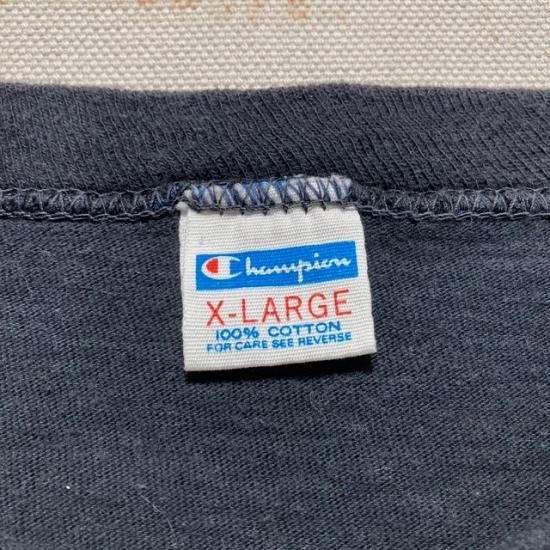 Champion
X-LARGE
100% COTTON
FOR CARE SEE REVERSE